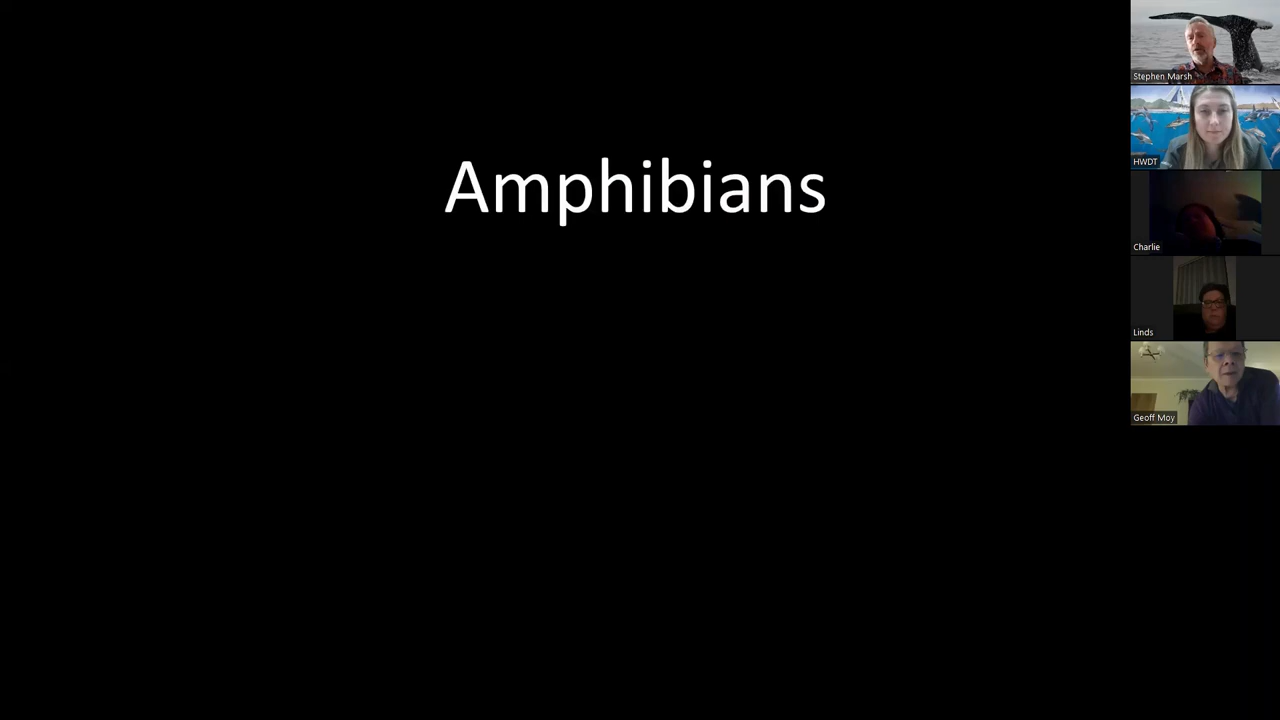 Amphibians
Stephen Marsh
HWDT
Charlie
Linds
Geoff Moy